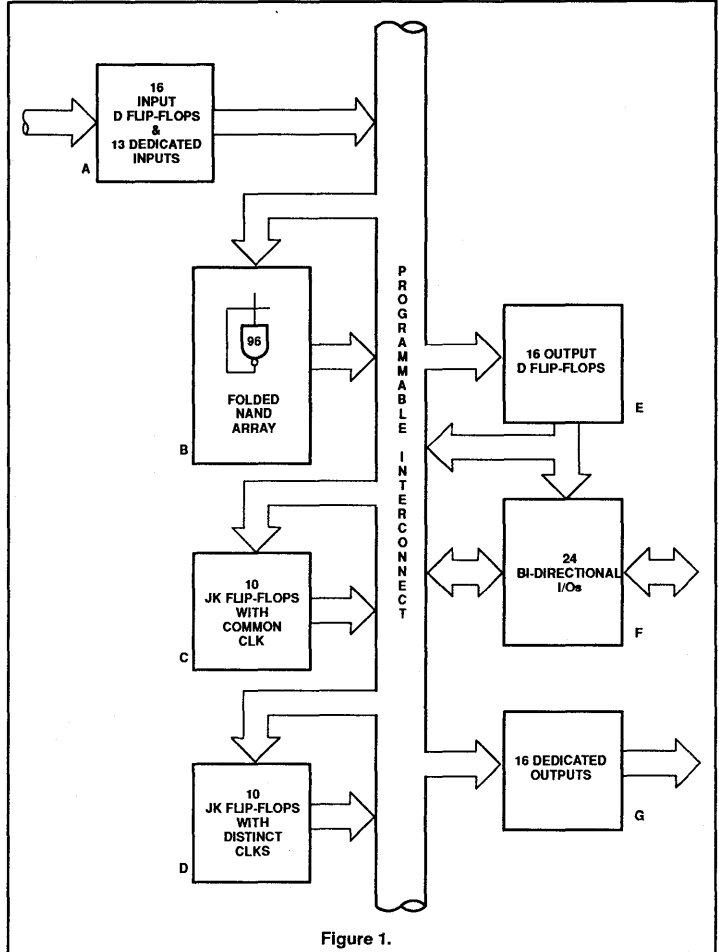 16
INPUT
D FLIP-FLOPS
&
13 DEDICATED
INPUTS
A
96
FOLDED
NAND
ARRAY
B
10
JK FLIP-FLOPS
WITH
COMMON
CLK
C
10
JK FLIP-FLOPS
WITH
DISTINCT
CLKS
D
PROGRAMMABLE INTERCONNECT
16 OUTPUT
D FLIP-FLOPS
E
24
BI-DIRECTIONAL
I/Os
F
16 DEDICATED
OUTPUTS
G
Figure 1.